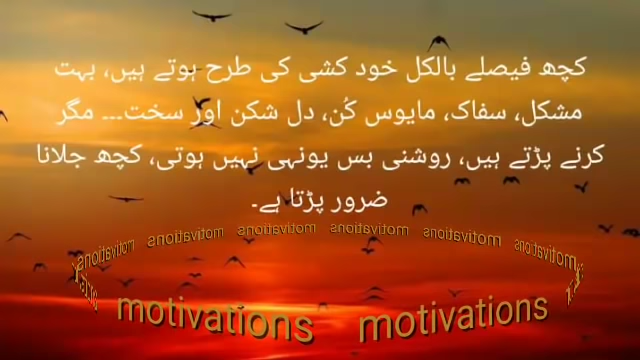 کچھ فیصلے بالکل خود کشی کی طرح ہوتے ہیں، بہت
مشکل، سفاک، مایوس کُن، دل شکن اور سخت... مگر
کرنے پڑتے ہیں، روشنی بس یونہی نہیں ہوتی، کچھ جلانا
ضرور پڑتا ہے۔
motivations motivations motivations motivations motivations motivations
motivations motivations